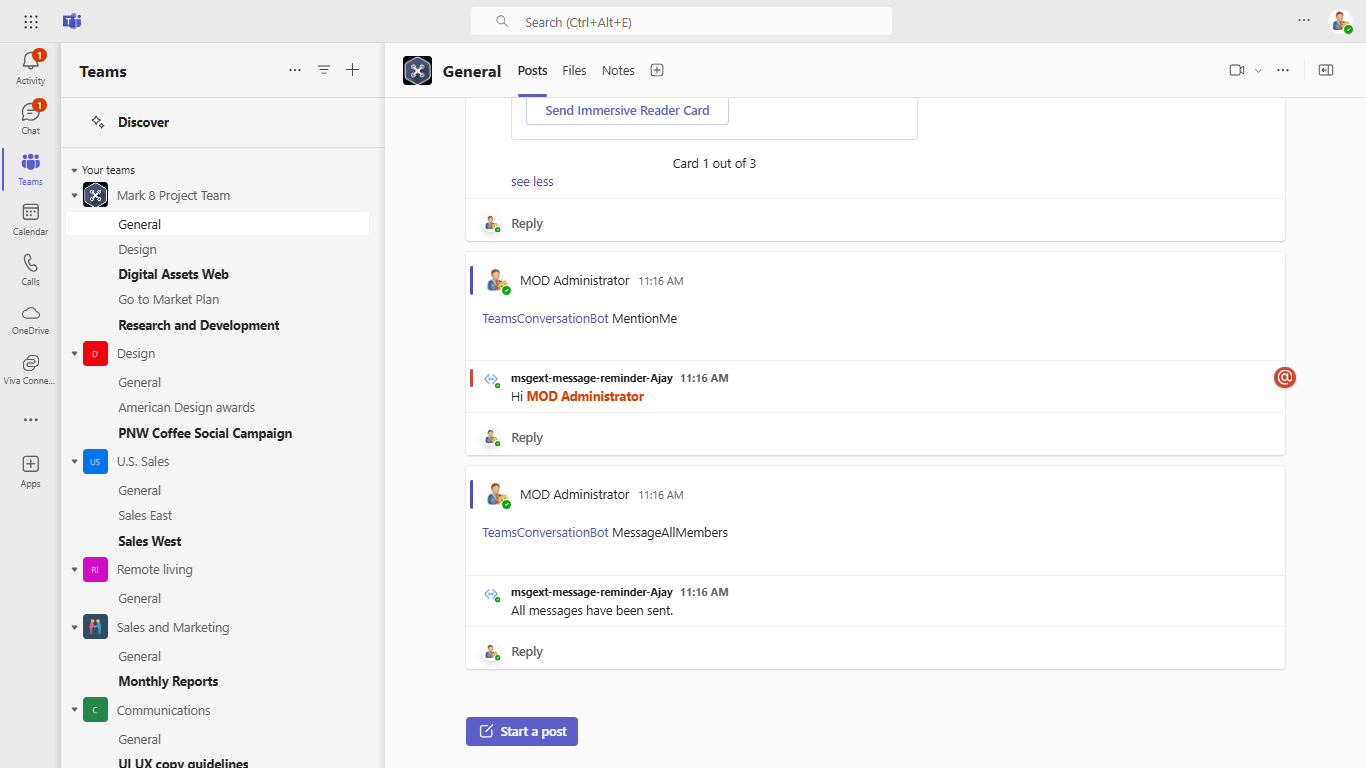 Search (Ctrl+Alt+E)
1
Activity
1
Chat
Teams
Calendar
Calls
OneDrive
Viva Conne...
Apps
Teams
Discover
Your teams
Mark 8 Project Team
General
Design
Digital Assets Web
Go to Market Plan
Research and Development
D
Design
General
American Design awards
PNW Coffee Social Campaign
US
U.S. Sales
General
Sales East
Sales West
Rl
Remote living
General
Sales and Marketing
General
Monthly Reports
C
Communications
General
UI UX copy guidelines
General
Posts
Files
Notes
Send Immersive Reader Card
Card 1 out of 3
see less
Reply
MOD Administrator 11:16 AM
TeamsConversationBot MentionMe
msgext-message-reminder-Ajay 11:16 AM
@
Hi MOD Administrator
Reply
MOD Administrator 11:16 AM
TeamsConversationBot MessageAllMembers
msgext-message-reminder-Ajay 11:16 AM
All messages have been sent.
Reply
Start a post